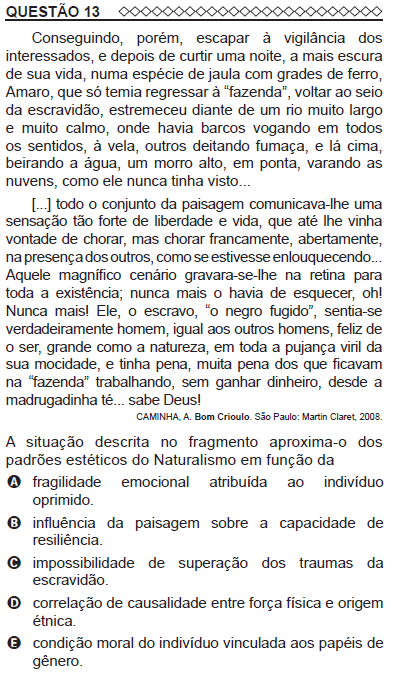 QUESTÃO 13
Conseguindo, porém, escapar à vigilância dos
interessados, e depois de curtir uma noite, a mais escura
de sua vida, numa espécie de jaula com grades de ferro,
Amaro, que só temia regressar à “fazenda”, voltar ao seio
da escravidão, estremeceu diante de um rio muito largo
e muito calmo, onde havia barcos vogando em todos
os sentidos, à vela, outros deitando fumaça, e lá cima,
beirando a água, um morro alto, em ponta, varando as
nuvens, como ele nunca tinha visto...
[...] todo o conjunto da paisagem comunicava-lhe uma
sensação tão forte de liberdade e vida, que até lhe vinha
vontade de chorar, mas chorar francamente, abertamente,
na presença dos outros, como se estivesse enlouquecendo...
Aquele magnífico cenário gravara-se-lhe na retina para
toda a existência; nunca mais o havia de esquecer, oh!
Nunca mais! Ele, o escravo, “o negro fugido”, sentia-se
verdadeiramente homem, igual aos outros homens, feliz de
o ser, grande como a natureza, em toda a pujança viril da
sua mocidade, e tinha pena, muita pena dos que ficavam
na “fazenda” trabalhando, sem ganhar dinheiro, desde a
madrugadinha té... sabe Deus!
CAMINHA, A. Bom Crioulo. São Paulo: Martin Claret, 2008.
A situação descrita no fragmento aproxima-o dos
padrões estéticos do Naturalismo em função da
A fragilidade emocional atribuída ao indivíduo
oprimido.
B influência da paisagem sobre a capacidade de
resiliência.
C impossibilidade de superação dos traumas da
escravidão.
D correlação de causalidade entre força física e origem
étnica.
E condição moral do indivíduo vinculada aos papéis de
gênero.